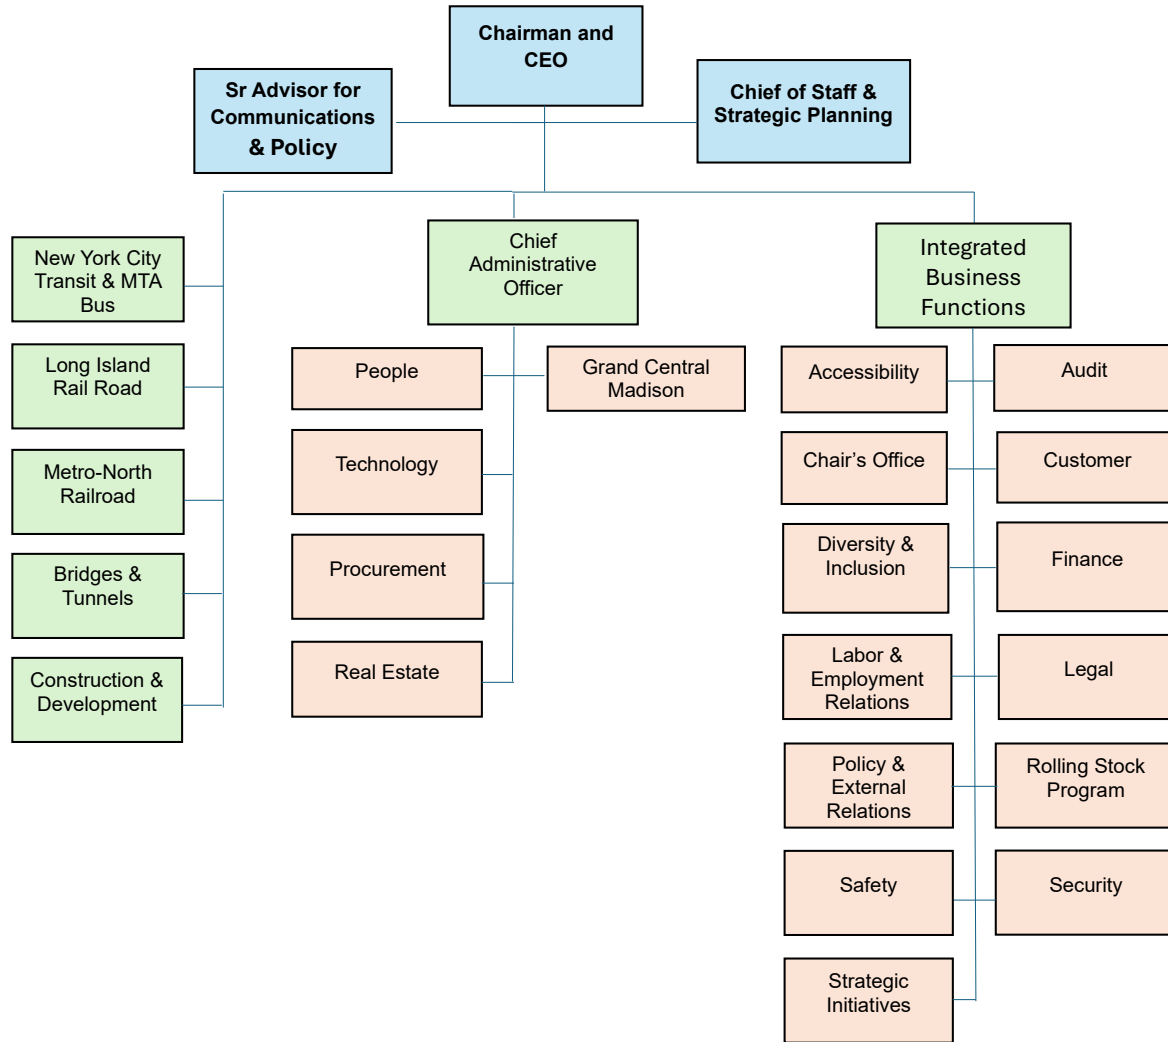 Chairman and
CEO
Sr Advisor for
Communications
& Policy
Chief of Staff &
Strategic Planning
New York City
Transit & MTA
Bus
Long Island
Rail Road
Metro-North
Railroad
Bridges &
Tunnels
Construction &
Development
Chief
Administrative
Officer
People
Grand Central
Madison
Technology
Procurement
Real Estate
Integrated
Business
Functions
Accessibility
Audit
Chair’s Office
Customer
Diversity &
Inclusion
Finance
Labor &
Employment
Relations
Legal
Policy &
External
Relations
Rolling Stock
Program
Safety
Security
Strategic
Initiatives